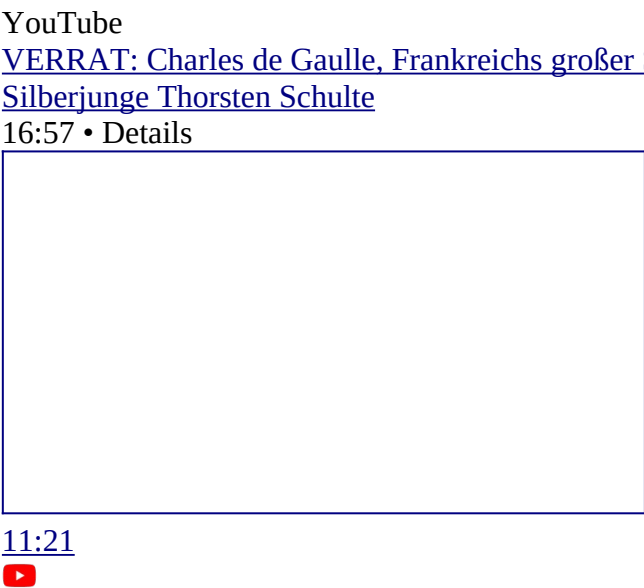 YouTube
VERRAT: Charles de Gaulle, Frankreichs großer
Silberjunge Thorsten Schulte
16:57 • Details
11:21